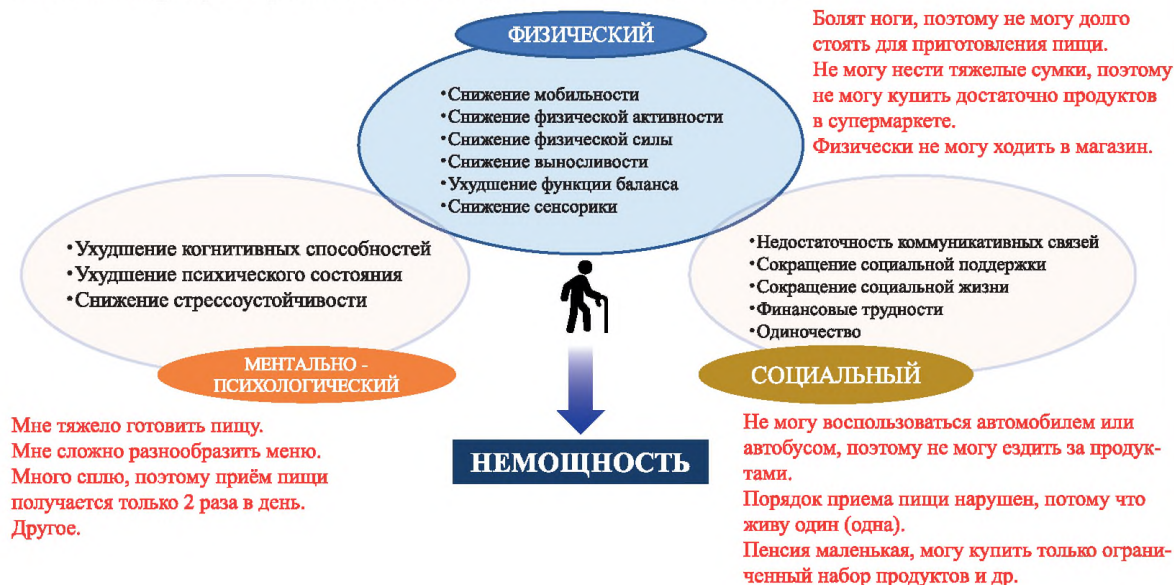 ФИЗИЧЕСКИЙ
•Снижение мобильности
•Снижение физической активности
•Снижение физической силы
•Снижение выносливости
•Ухудшение функции баланса
•Снижение сенсорики
Болят ноги, поэтому не могу долго
стоять для приготовления пищи.
Не могу нести тяжелые сумки, поэтому
не могу купить достаточно продуктов
в супермаркете.
Физически не могу ходить в магазин.
•Ухудшение когнитивных способностей
•Ухудшение психического состояния
•Снижение стрессоустойчивости
МЕНТАЛЬНО -
ПСИХОЛОГИЧЕСКИЙ
Мне тяжело готовить пищу.
Мне сложно разнообразить меню.
Много сплю, поэтому приём пищи
получается только 2 раза в день.
Другое.
•Недостаточность коммуникативных связей
•Сокращение социальной поддержки
•Сокращение социальной жизни
•Финансовые трудности
•Одиночество
СОЦИАЛЬНЫЙ
Не могу воспользоваться автомобилем или
автобусом, поэтому не могу ездить за продук-
тами.
Порядок приема пищи нарушен, потому что
живу один (одна).
Пенсия маленькая, могу купить только ограни-
ченный набор продуктов и др.
НЕМОЩНОСТЬ